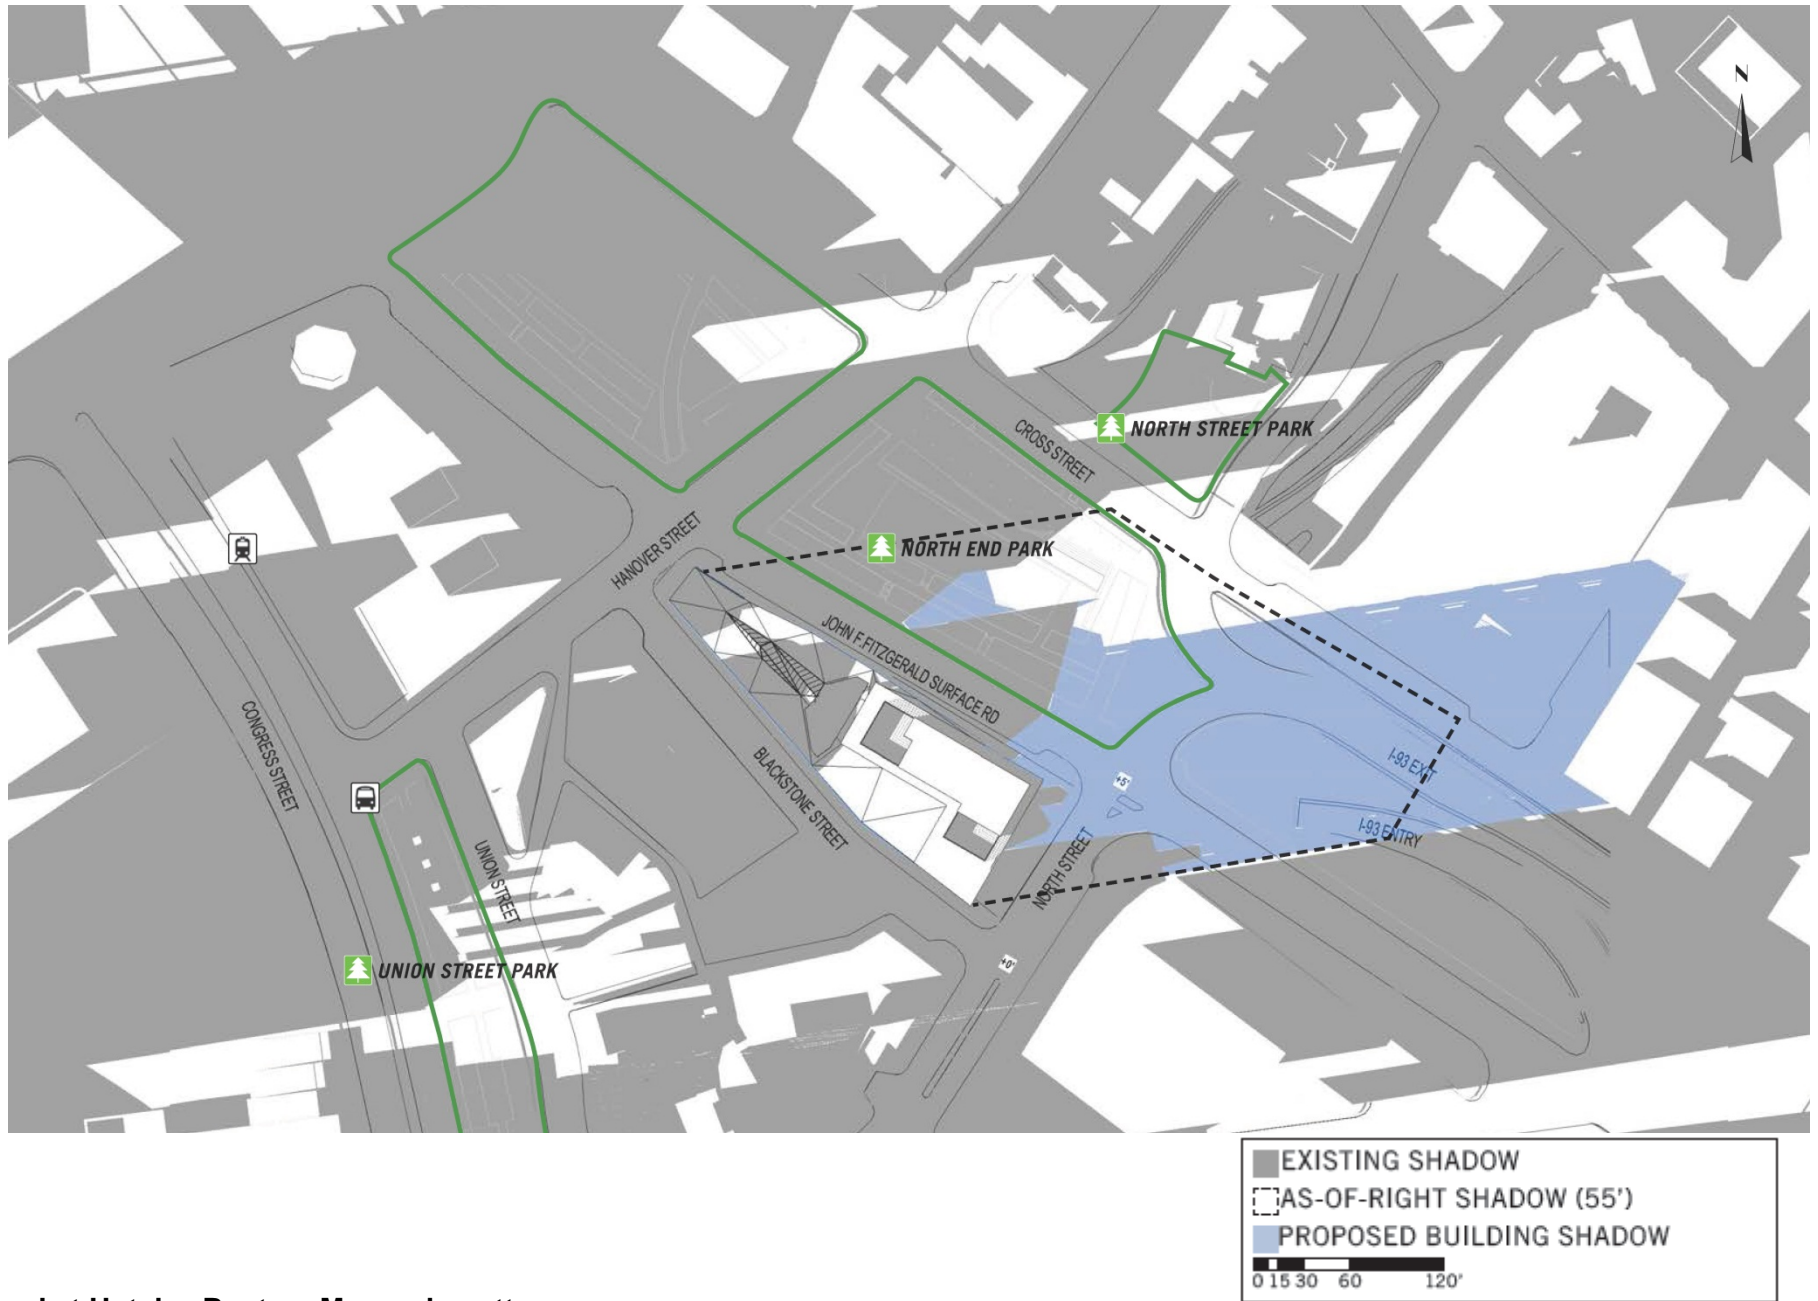 N
NORTH STREET PARK
CROSS STREET
NORTH END PARK
HANOVER STREET
JOHN F. FITZGERALD SURFACE RD
CONGRESS STREET
BLACKSTONE STREET
I-93 EXIT
+5'
I-93 ENTRY
UNION STREET
NORTH STREET
UNION STREET PARK
+0'
EXISTING SHADOW
AS-OF-RIGHT SHADOW (55')
PROPOSED BUILDING SHADOW
0 15 30 60 120'